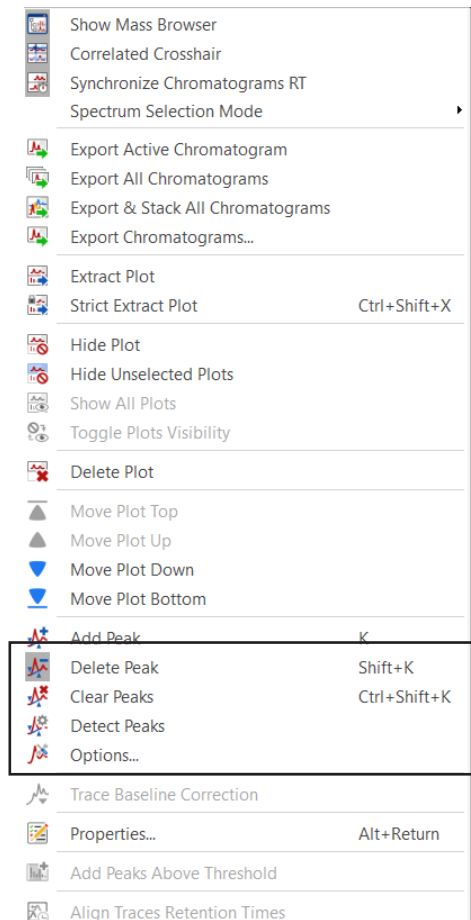 Show Mass Browser
Correlated Crosshair
Synchronize Chromatograms RT
Spectrum Selection Mode
Export Active Chromatogram
Export All Chromatograms
Export & Stack All Chromatograms
Export Chromatograms...
Extract Plot
Strict Extract Plot Ctrl+Shift+X
Hide Plot
Hide Unselected Plots
Show All Plots
Toggle Plots Visibility
Delete Plot
Move Plot Top
Move Plot Up
Move Plot Down
Move Plot Bottom
Add Peak K
Delete Peak Shift+K
Clear Peaks Ctrl+Shift+K
Detect Peaks
Options...
Trace Baseline Correction
Properties... Alt+Return
Add Peaks Above Threshold
Align Traces Retention Times